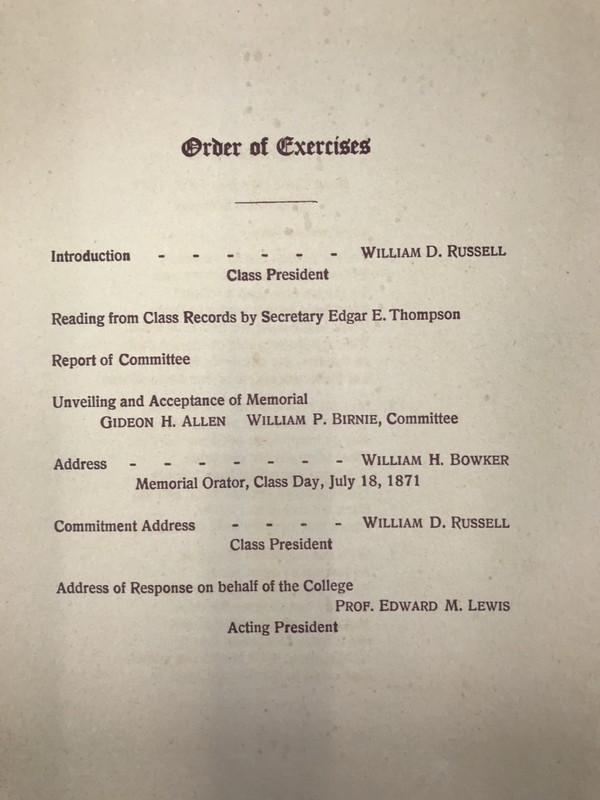 Order of Exercises
Introduction - - - - - - WILLIAM D. RUSSELL
Class President
Reading from Class Records by Secretary Edgar E. Thompson
Report of Committee
Unveiling and Acceptance of Memorial
GIDEON H. ALLEN WILLIAM P. BIRNIE, Committee
Address - - - - - - - WILLIAM H. BOWKER
Memorial Orator, Class Day, July 18, 1871
Commitment Address - - - - WILLIAM D. RUSSELL
Class President
Address of Response on behalf of the College
PROF. EDWARD M. LEWIS
Acting President